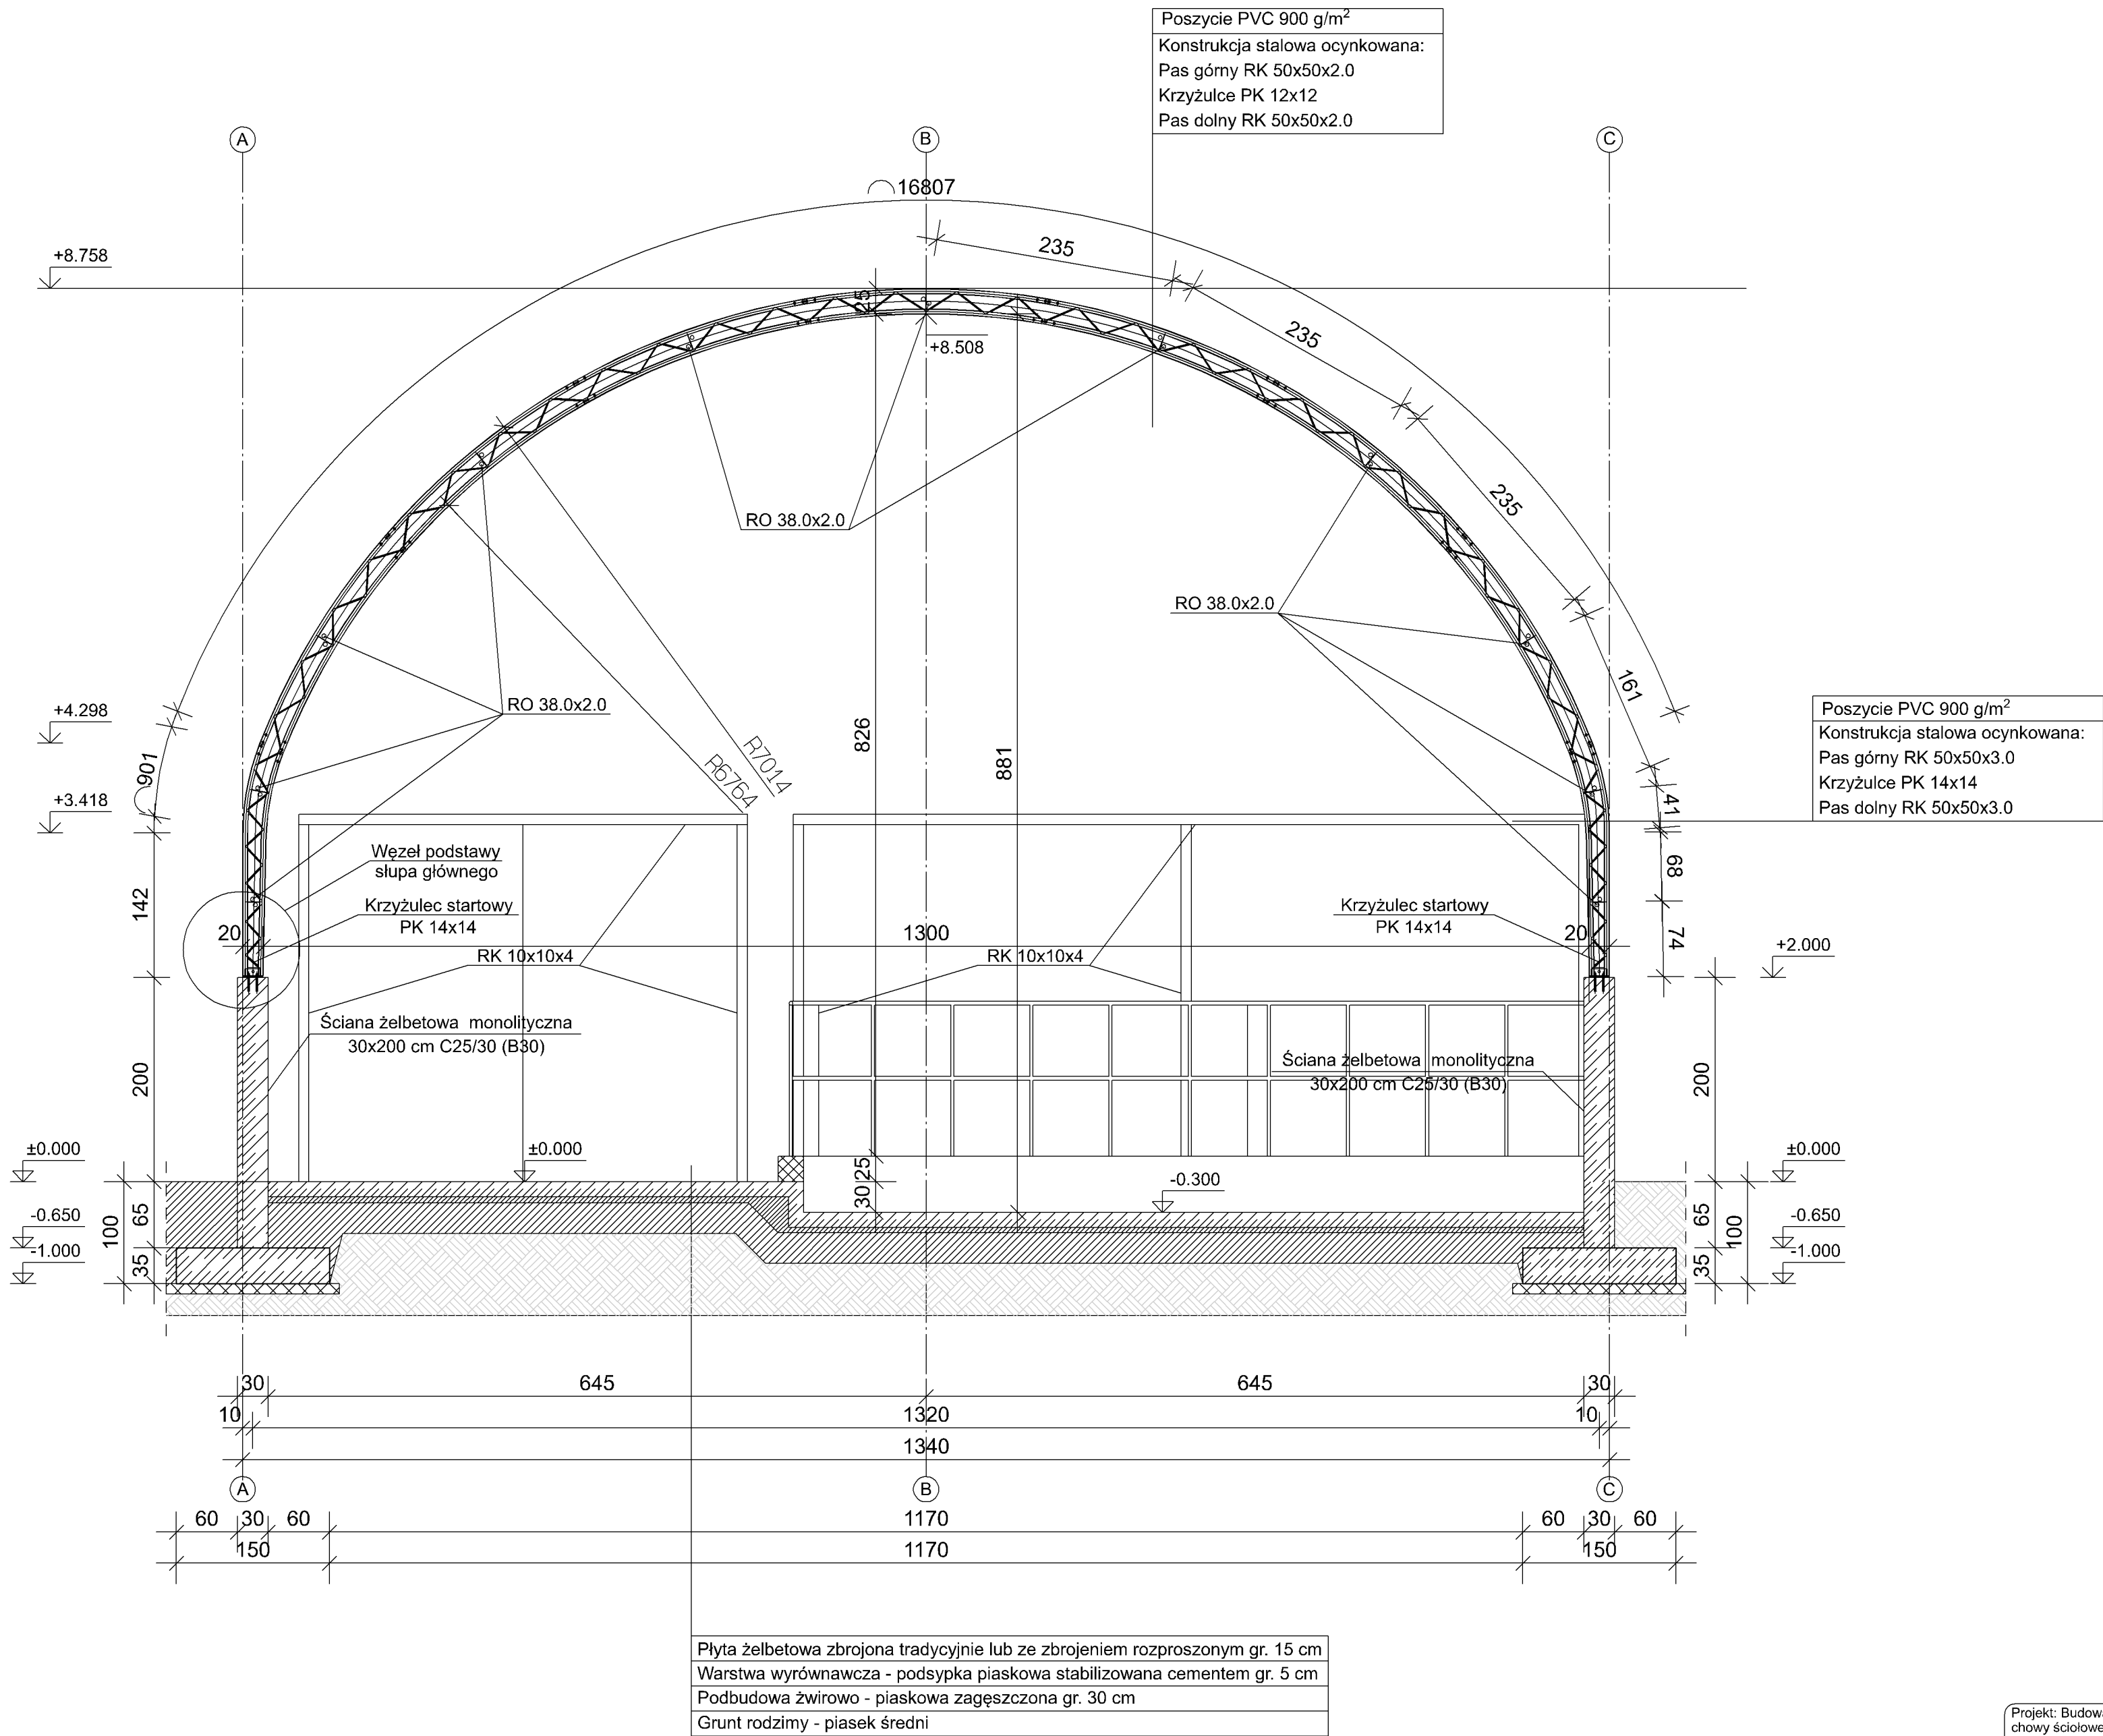 Poszycie PVC 900 g/m²
Konstrukcja stalowa ocynkowana:
Pas górny RK 50x50x2.0
Krzyżulce PK 12x12
Pas dolny RK 50x50x2.0
A
B
C
16807
235
+8.758
25
235
+8.508
235
RO 38.0x2.0
RO 38.0x2.0
161
RO 38.0x2.0
+4.298
901
+3.418
826
881
R7014
R6764
Poszycie PVC 900 g/m²
Konstrukcja stalowa ocynkowana:
Pas górny RK 50x50x3.0
Krzyżulce PK 14x14
Pas dolny RK 50x50x3.0
41
68
74
142
Węzeł podstawy
słupa głównego
Krzyżulec startowy
PK 14x14
Krzyżulec startowy
PK 14x14
20
1300
20
+2.000
RK 10x10x4
RK 10x10x4
Ściana żelbetowa monolityczna
30x200 cm C25/30 (B30)
Ściana żelbetowa monolityczna
30x200 cm C25/30 (B30)
200
200
±0.000
±0.000
±0.000
25
30
-0.300
-0.650
-1.000
100
65
35
65
35
100
-0.650
-1.000
30
645
645
30
10
1320
10
1340
A
B
C
60
30
60
1170
60
30
60
150
1170
150
Płyta żelbetowa zbrojona tradycyjnie lub ze zbrojeniem rozproszonym gr. 15 cm
Warstwa wyrównawcza - podsypka piaskowa stabilizowana cementem gr. 5 cm
Podbudowa żwirowo - piaskowa zagęszczona gr. 30 cm
Grunt rodzimy - piasek średni
Projekt: Budowa
chowy ściołowe